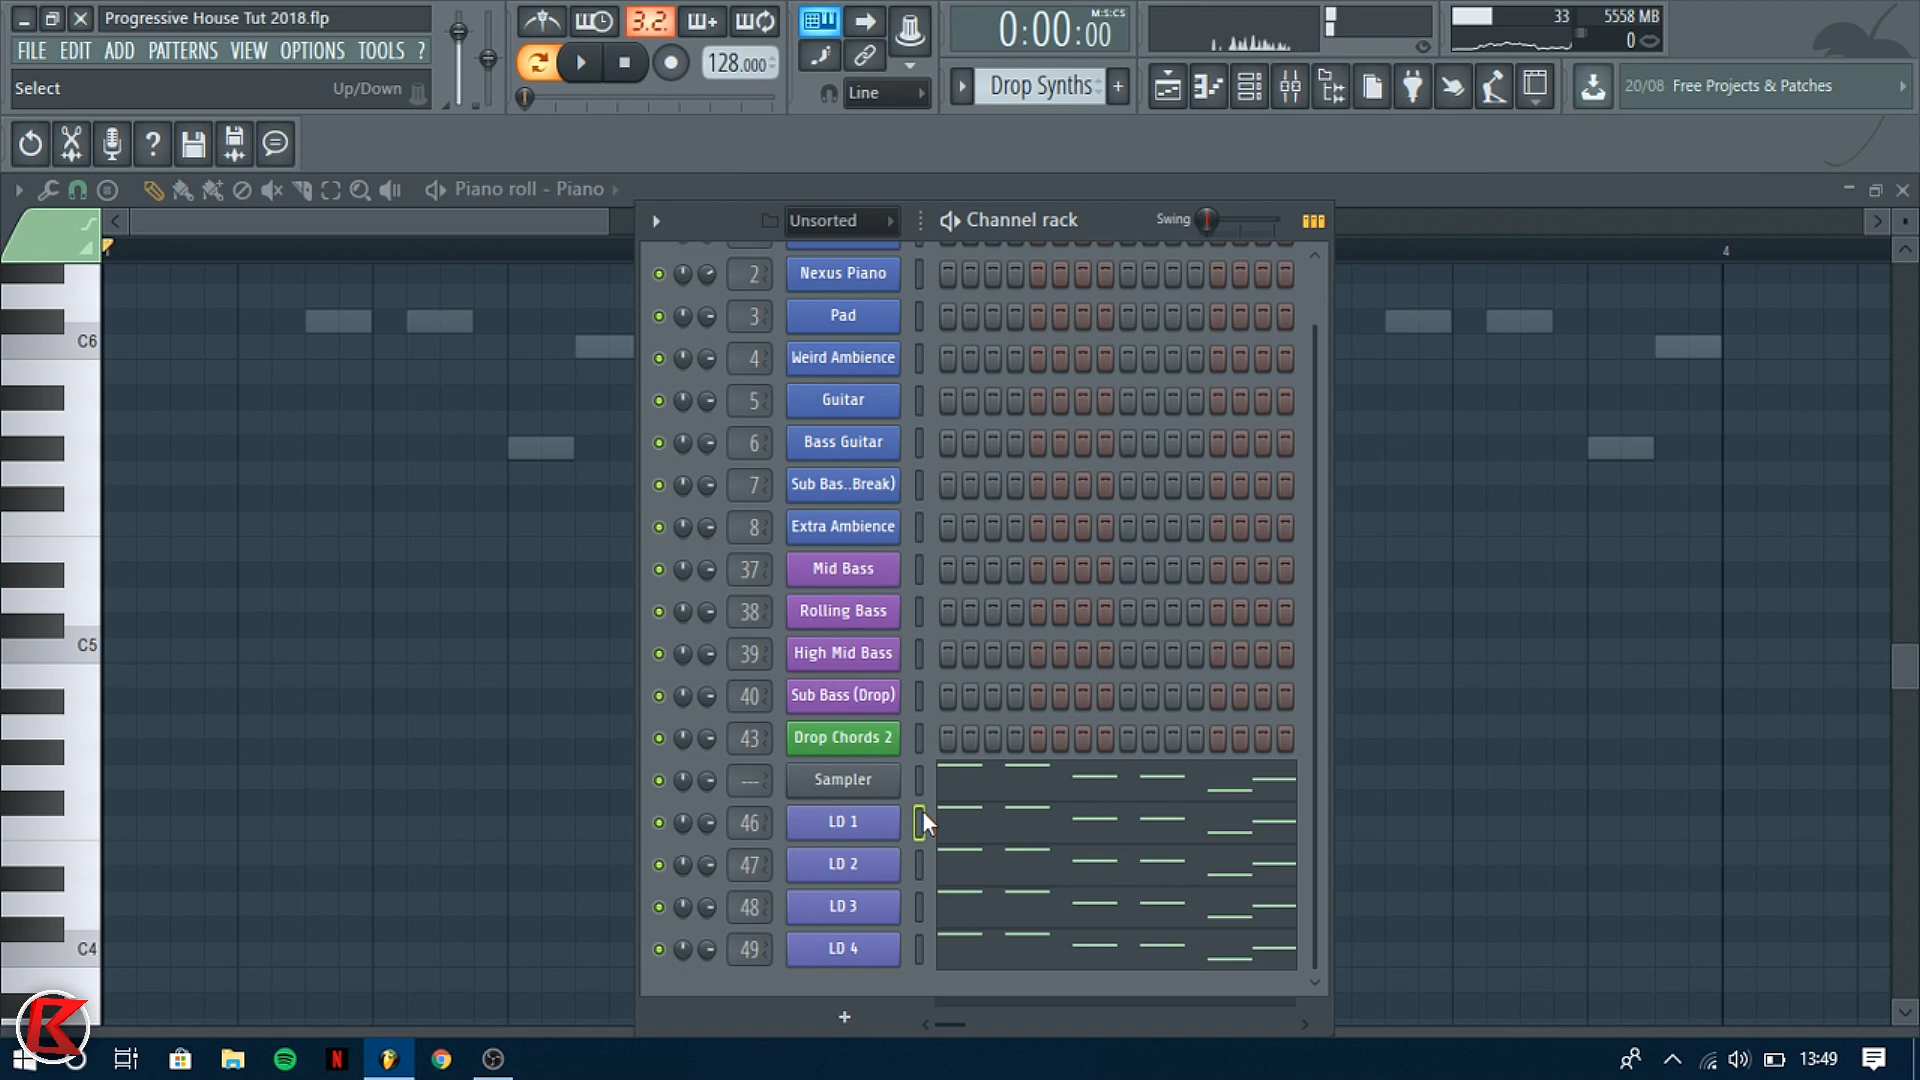 Progressive House Tut 2018.flp
FILE EDIT ADD PATTERNS VIEW OPTIONS TOOLS ?
Select Up/Down
3.2.
128.000
Line
0:00:00
M:S:CS
Drop Synths
33
5558 MB
0
20/08 Free Projects & Patches
Piano roll - Piano
Unsorted
Channel rack
Swing
4
C6
C5
C4
2 Nexus Piano
3 Pad
4 Weird Ambience
5 Guitar
6 Bass Guitar
7 Sub Bas..Break)
8 Extra Ambience
37 Mid Bass
38 Rolling Bass
39 High Mid Bass
40 Sub Bass (Drop)
43 Drop Chords 2
--- Sampler
46 LD 1
47 LD 2
48 LD 3
49 LD 4
+
K
N
13:49